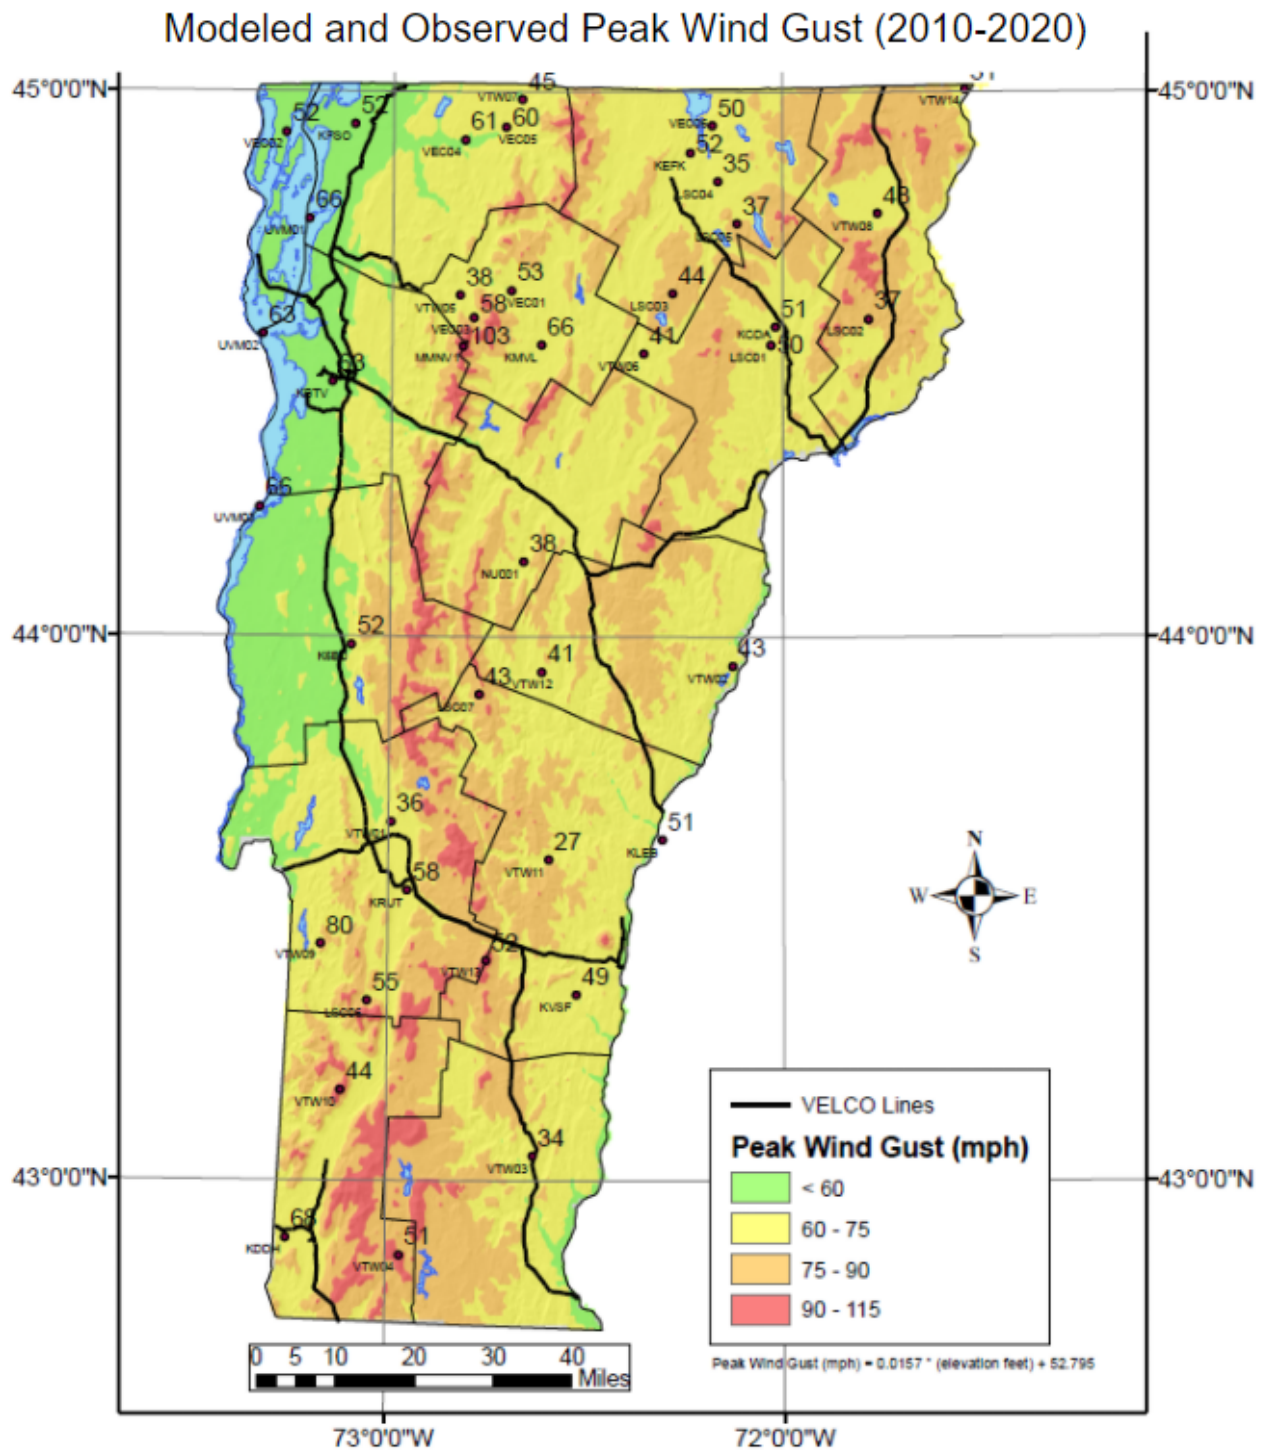 Modeled and Observed Peak Wind Gust (2010-2020)
45°0'0"N
45°0'0"N
45
VTW07
VTW14
52
VEC02
52
KFSO
61
VEC04
60
VEC05
50
52
KEFK
35
LSC04
37
48
VTW08
66
UVM01
38
VTW05
53
VEC01
58
VEC03
103
MMNV1
66
KMVL
44
LSC03
41
VTW06
51
KCDA
50
LSC01
37
LSC02
63
UVM02
KBTV
66
UVM03
38
NU001
44°0'0"N
44°0'0"N
52
41
VTW12
43
43
VTW02
LSC07
36
VTW01
27
VTW11
51
KLEB
58
KRUT
80
VTW09
52
VTW13
55
49
KVSF
44
VTW10
34
VTW03
43°0'0"N
43°0'0"N
68
KDDH
51
VTW04
N
W
E
S
VELCO Lines
Peak Wind Gust (mph)
< 60
60 - 75
75 - 90
90 - 115
Peak Wind Gust (mph) = 0.0157 * (elevation feet) + 52.795
0 5 10 20 30 40
Miles
73°0'0"W
72°0'0"W